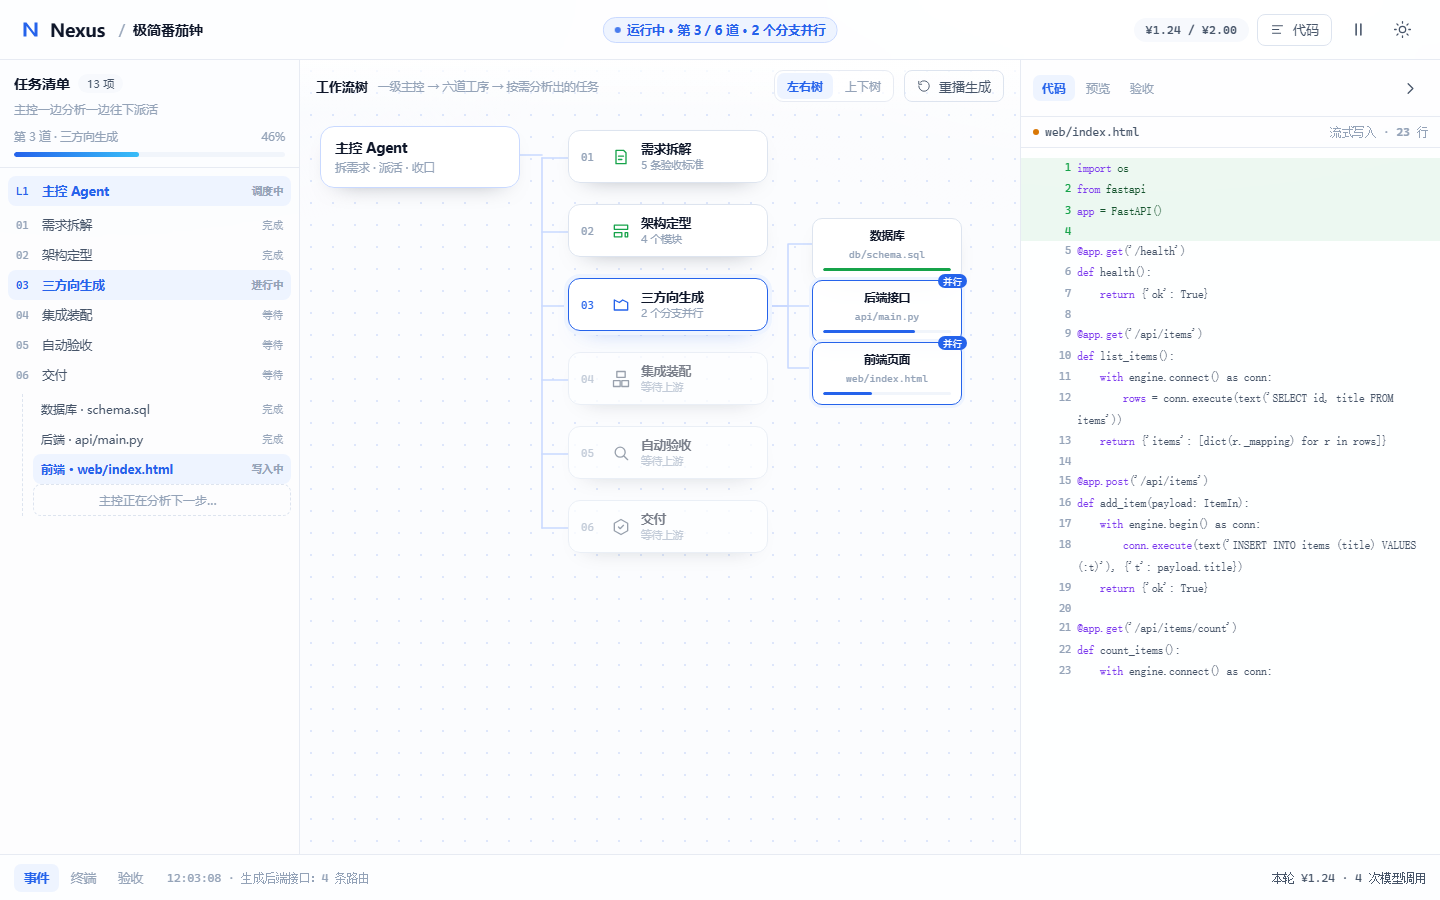 Nexus / 极简番茄钟
运行中 • 第 3 / 6 道 • 2 个分支并行
¥1.24 / ¥2.00
代码
任务清单 13 项
主控一边分析一边往下派活
第 3 道 · 三方向生成 46%
L1 主控 Agent 调度中
01 需求拆解 完成
02 架构定型 完成
03 三方向生成 进行中
04 集成装配 等待
05 自动验收 等待
06 交付 等待
数据库 · schema.sql 完成
后端 · api/main.py 完成
前端 • web/index.html 写入中
主控正在分析下一步...
工作流树 一级主控 → 六道工序 → 按需分析出的任务
左右树 上下树
重播生成
主控 Agent
拆需求 · 派活 · 收口
01 需求拆解
5 条验收标准
02 架构定型
4 个模块
03 三方向生成
2 个分支并行
04 集成装配
等待上游
05 自动验收
等待上游
06 交付
等待上游
数据库
db/schema.sql
并行
后端接口
api/main.py
并行
前端页面
web/index.html
代码 预览 验收
web/index.html 流式写入 · 23 行
1 import os
2 from fastapi
3 app = FastAPI()
4
5 @app.get('/health')
6 def health():
7 return {'ok': True}
8
9 @app.get('/api/items')
10 def list_items():
11 with engine.connect() as conn:
12 rows = conn.execute(text('SELECT id, title FROM
items'))
13 return {'items': [dict(r._mapping) for r in rows]}
14
15 @app.post('/api/items')
16 def add_item(payload: ItemIn):
17 with engine.begin() as conn:
18 conn.execute(text('INSERT INTO items (title) VALUES
(:t)'), {'t': payload.title})
19 return {'ok': True}
20
21 @app.get('/api/items/count')
22 def count_items():
23 with engine.connect() as conn:
事件 终端 验收 12:03:08 · 生成后端接口: 4 条路由
本轮 ¥1.24 · 4 次模型调用